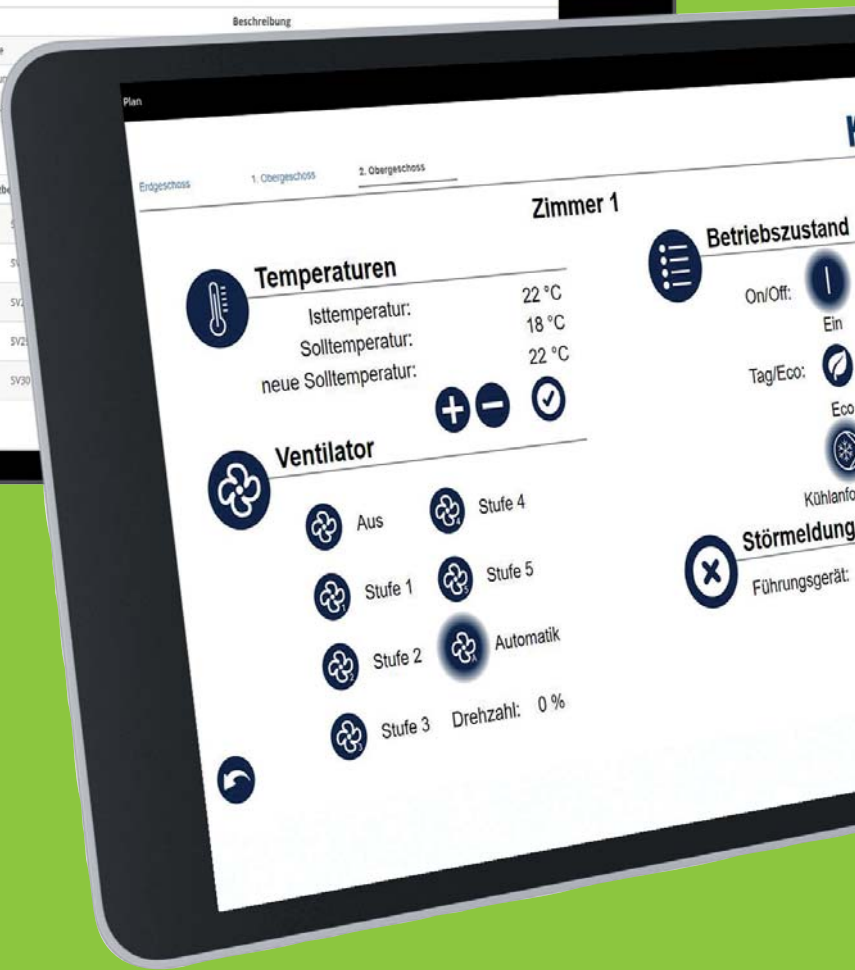 Beschreibung
SV30
Plan
Erdgeschoss 1. Obergeschoss 2. Obergeschoss
Zimmer 1
Temperaturen
Isttemperatur: 22 °C
Solltemperatur: 18 °C
neue Solltemperatur: 22 °C
Ventilator
Aus Stufe 4
Stufe 1 Stufe 5
Stufe 2 Automatik
Stufe 3 Drehzahl: 0 %
Betriebszustand
On/Off:
Ein
Tag/Eco:
Eco
Kühlanfo
Störmeldung
Führungsgerät: